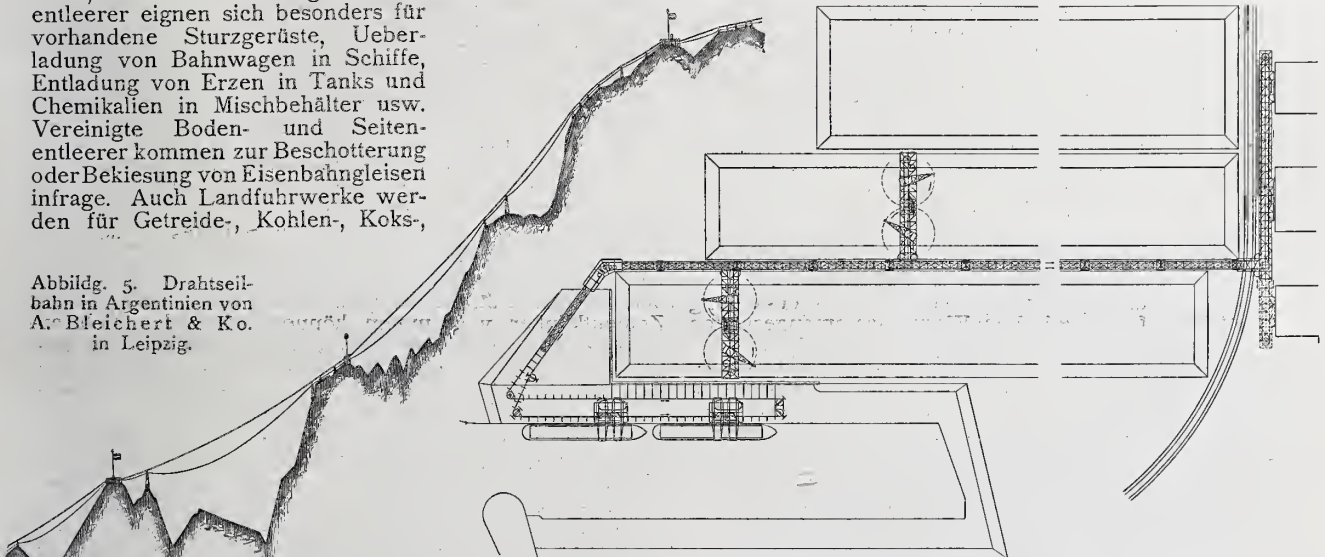 entleerer eignen sich besonders für
vorhandene Sturzgerüste, Ueber-
ladung von Bahnwagen in Schiffe,
Entladung von Erzen in Tanks und
Chemikalien in Mischbehälter usw.
Vereinigte Boden- und Seiten-
entleerer kommen zur Beschotterung
oder Bekiesung von Eisenbahngleisen
infrage. Auch Landfuhrwerke wer-
den für Getreide-, Kohlen-, Koks-,
Abbildg. 5. Drahtseil-
bahn in Argentinien von
A. Bleichert & Ko.
in Leipzig.